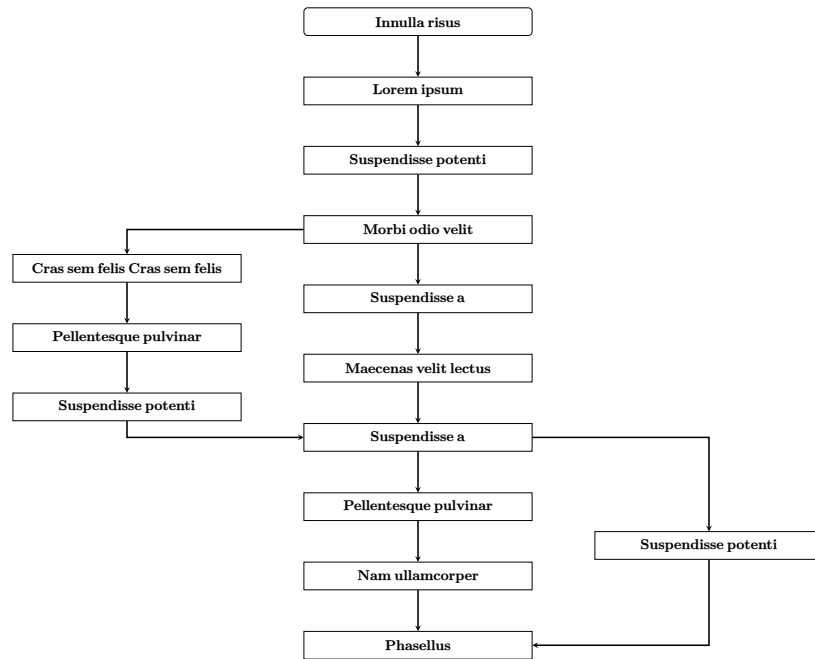 Innulla risus
Lorem ipsum
Suspendisse potenti
Morbi odio velit
Cras sem felis Cras sem felis
Suspendisse a
Pellentesque pulvinar
Maecenas velit lectus
Suspendisse potenti
Suspendisse a
Pellentesque pulvinar
Suspendisse potenti
Nam ullamcorper
Phasellus